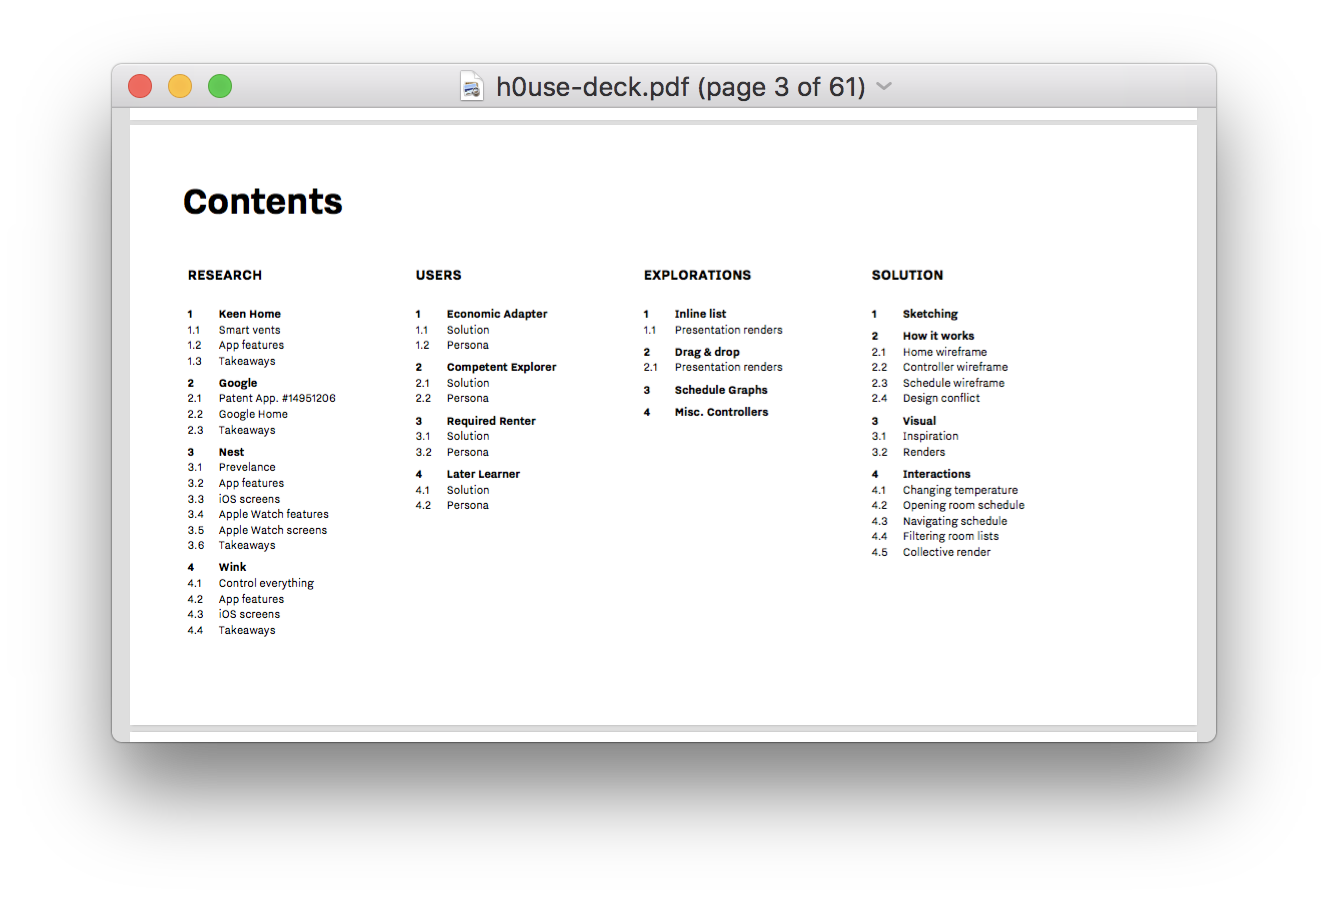 h0use-deck.pdf (page 3 of 61)
Contents
RESEARCH
1 Keen Home
1.1 Smart vents
1.2 App features
1.3 Takeaways
2 Google
2.1 Patent App. #14951206
2.2 Google Home
2.3 Takeaways
3 Nest
3.1 Prevelance
3.2 App features
3.3 iOS screens
3.4 Apple Watch features
3.5 Apple Watch screens
3.6 Takeaways
4 Wink
4.1 Control everything
4.2 App features
4.3 iOS screens
4.4 Takeaways
USERS
1 Economic Adapter
1.1 Solution
1.2 Persona
2 Competent Explorer
2.1 Solution
2.2 Persona
3 Required Renter
3.1 Solution
3.2 Persona
4 Later Learner
4.1 Solution
4.2 Persona
EXPLORATIONS
1 Inline list
1.1 Presentation renders
2 Drag & drop
2.1 Presentation renders
3 Schedule Graphs
4 Misc. Controllers
SOLUTION
1 Sketching
2 How it works
2.1 Home wireframe
2.2 Controller wireframe
2.3 Schedule wireframe
2.4 Design conflict
3 Visual
3.1 Inspiration
3.2 Renders
4 Interactions
4.1 Changing temperature
4.2 Opening room schedule
4.3 Navigating schedule
4.4 Filtering room lists
4.5 Collective render